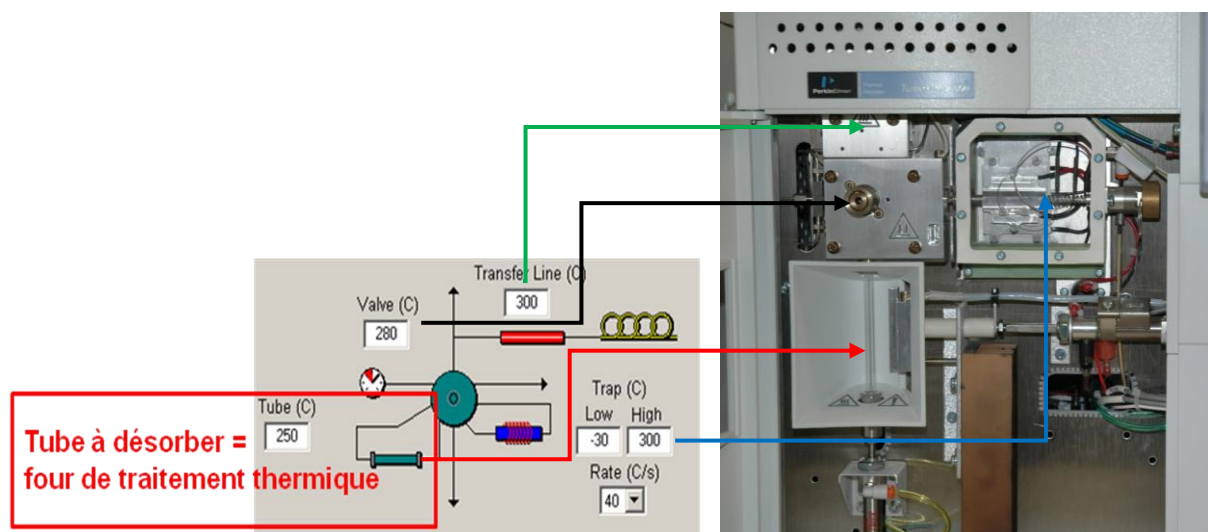 PerkinElmer
Transfer Line (C)
300
Valve (C)
280
Tube (C)
250
Trap (C)
Low High
-30 300
Rate (C/s)
40
Tube à désorber =
four de traitement thermique